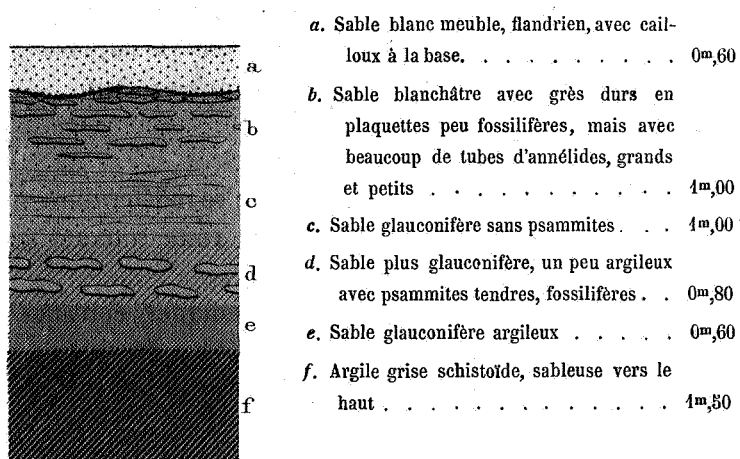 a
b
c
d
e
f
a. Sable blanc meuble, flandrien, avec cail-
loux à la base. . . . . . . . . . 0m,60
b. Sable blanchâtre avec grès durs en
plaquettes peu fossilifères, mais avec
beaucoup de tubes d'annélides, grands
et petits . . . . . . . . . . . . 1m,00
c. Sable glauconifère sans psammites . . . 1m,00
d. Sable plus glauconifère, un peu argileux
avec psammites tendres, fossilifères . . 0m,80
e. Sable glauconifère argileux . . . . . 0m,60
f. Argile grise schistoïde, sableuse vers le
haut . . . . . . . . . . . . . 1m,50